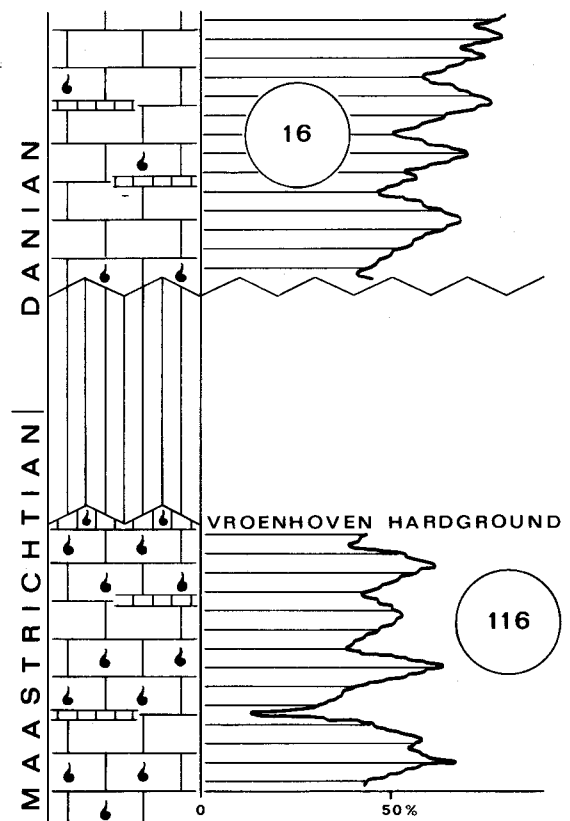 DANIAN
16
MAASTRICHTIAN
VROENHOVEN HARDGROUND
116
0
50%